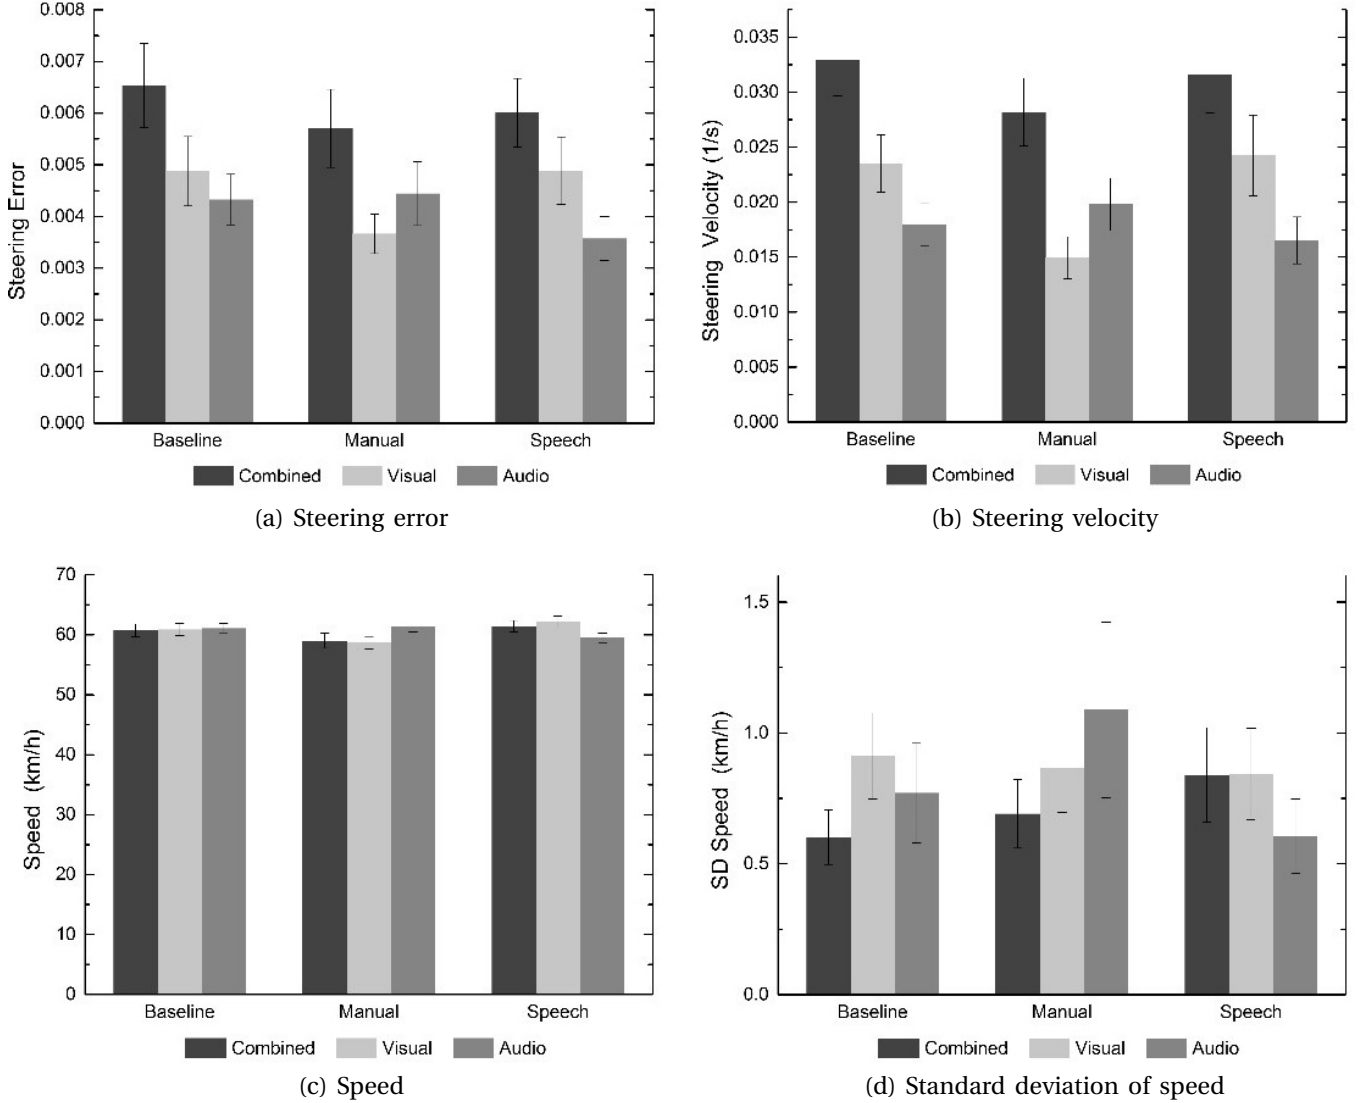 0.008
0.007
0.006
0.005
0.004
0.003
0.002
0.001
0.000
Steering Error
Baseline Manual Speech
Combined Visual Audio
(a) Steering error
0.035
0.030
0.025
0.020
0.015
0.010
0.005
0.000
Steering Velocity (1/s)
Baseline Manual Speech
Combined Visual Audio
(b) Steering velocity
70
60
50
40
30
20
10
0
Speed (km/h)
Baseline Manual Speech
Combined Visual Audio
(c) Speed
1.5
1.0
0.5
0.0
SD Speed (km/h)
Baseline Manual Speech
Combined Visual Audio
(d) Standard deviation of speed